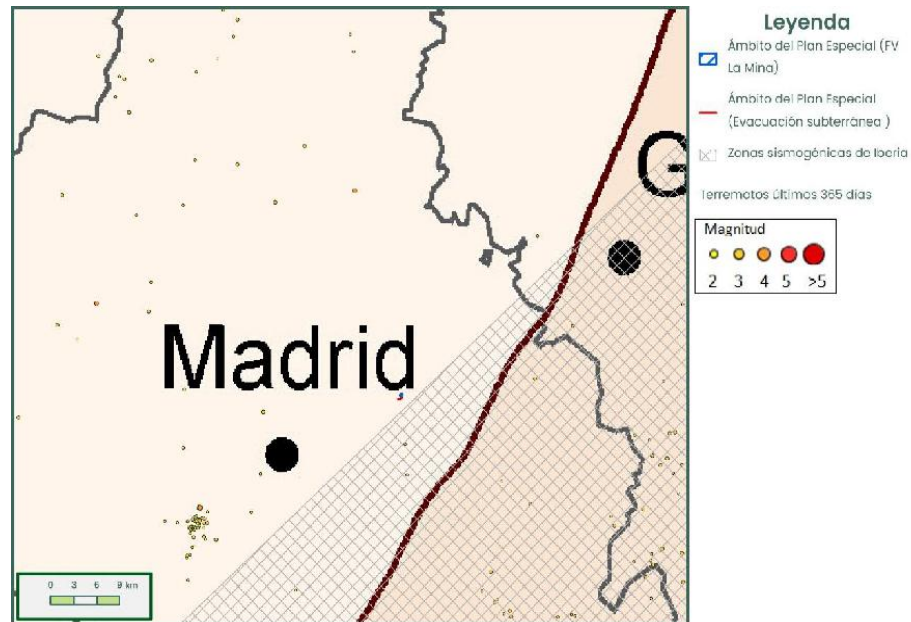 Leyenda
Ámbito del Plan Especial (FV
La Mina)
Ámbito del Plan Especial
(Evacuación subterránea )
Zonas sismogénicas de Iberia
Terremotos últimos 365 días
Magnitud
2 3 4 5 >5
G
Madrid
0 3 6 9 km